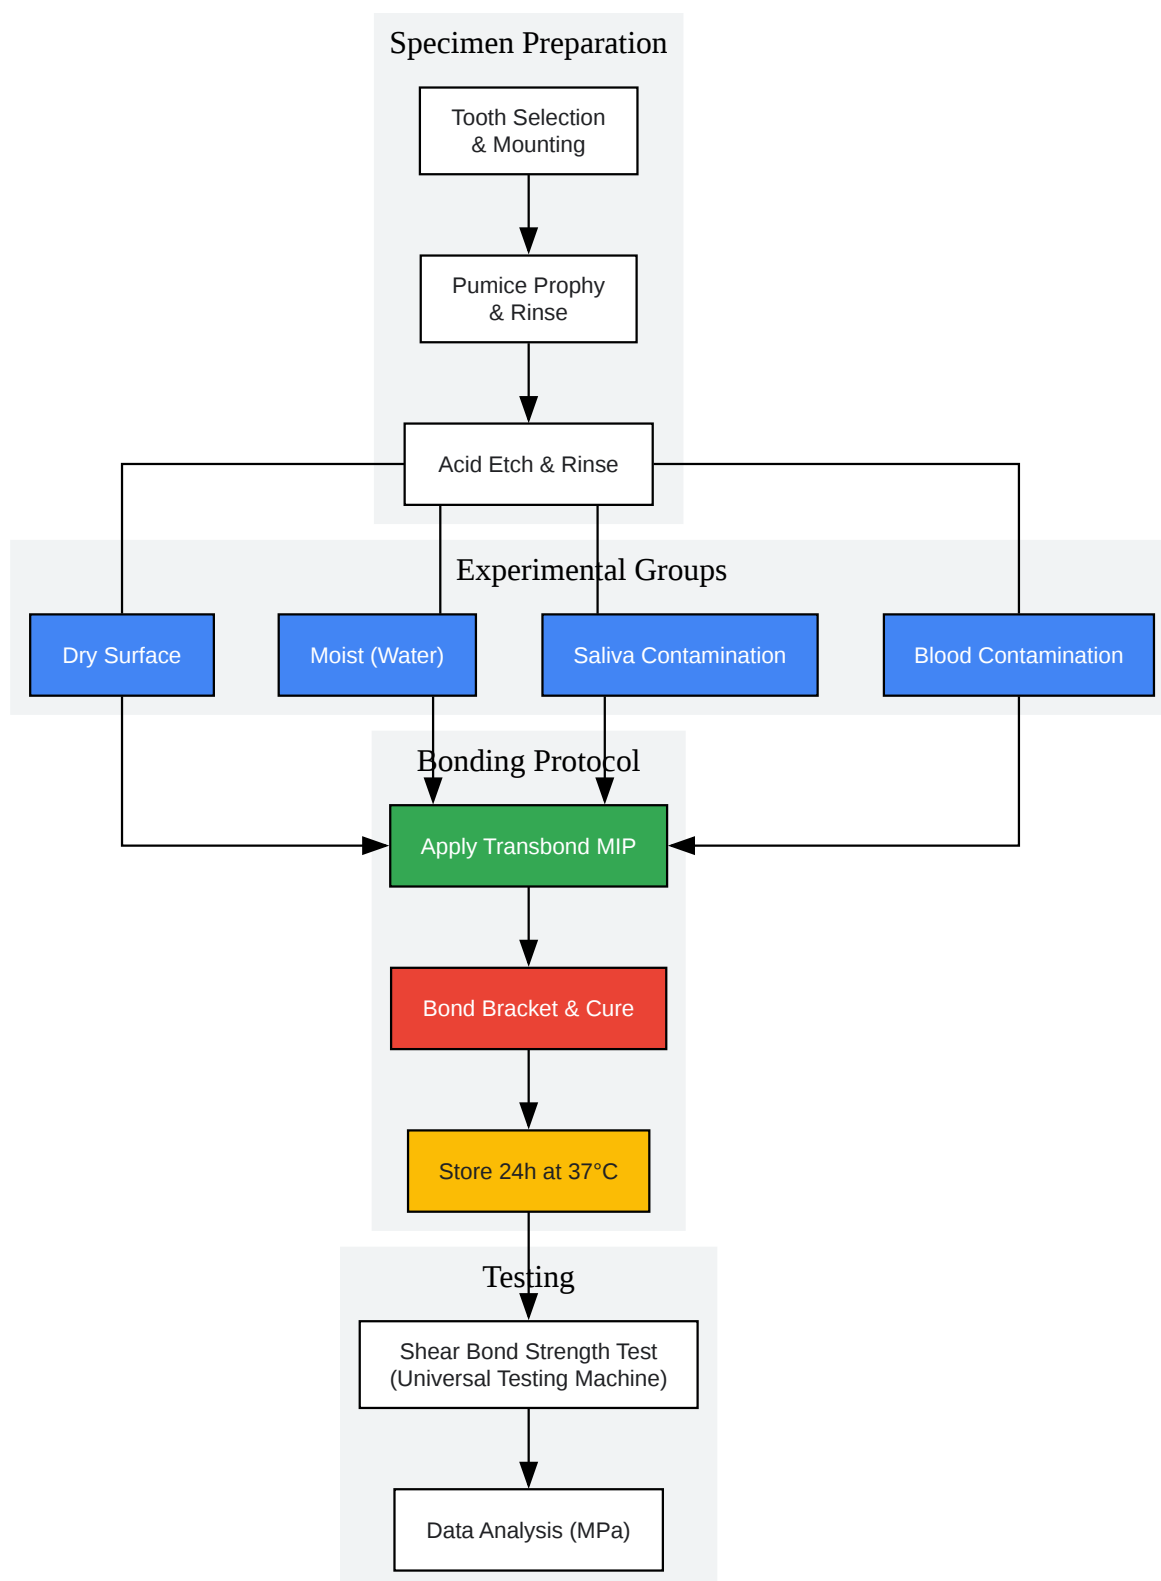 Specimen Preparation
Tooth Selection
& Mounting
Pumice Prophy
& Rinse
Acid Etch & Rinse
Experimental Groups
Dry Surface
Moist (Water)
Saliva Contamination
Blood Contamination
Bonding Protocol
Apply Transbond MIP
Bond Bracket & Cure
Store 24h at 37°C
Testing
Shear Bond Strength Test
(Universal Testing Machine)
Data Analysis (MPa)